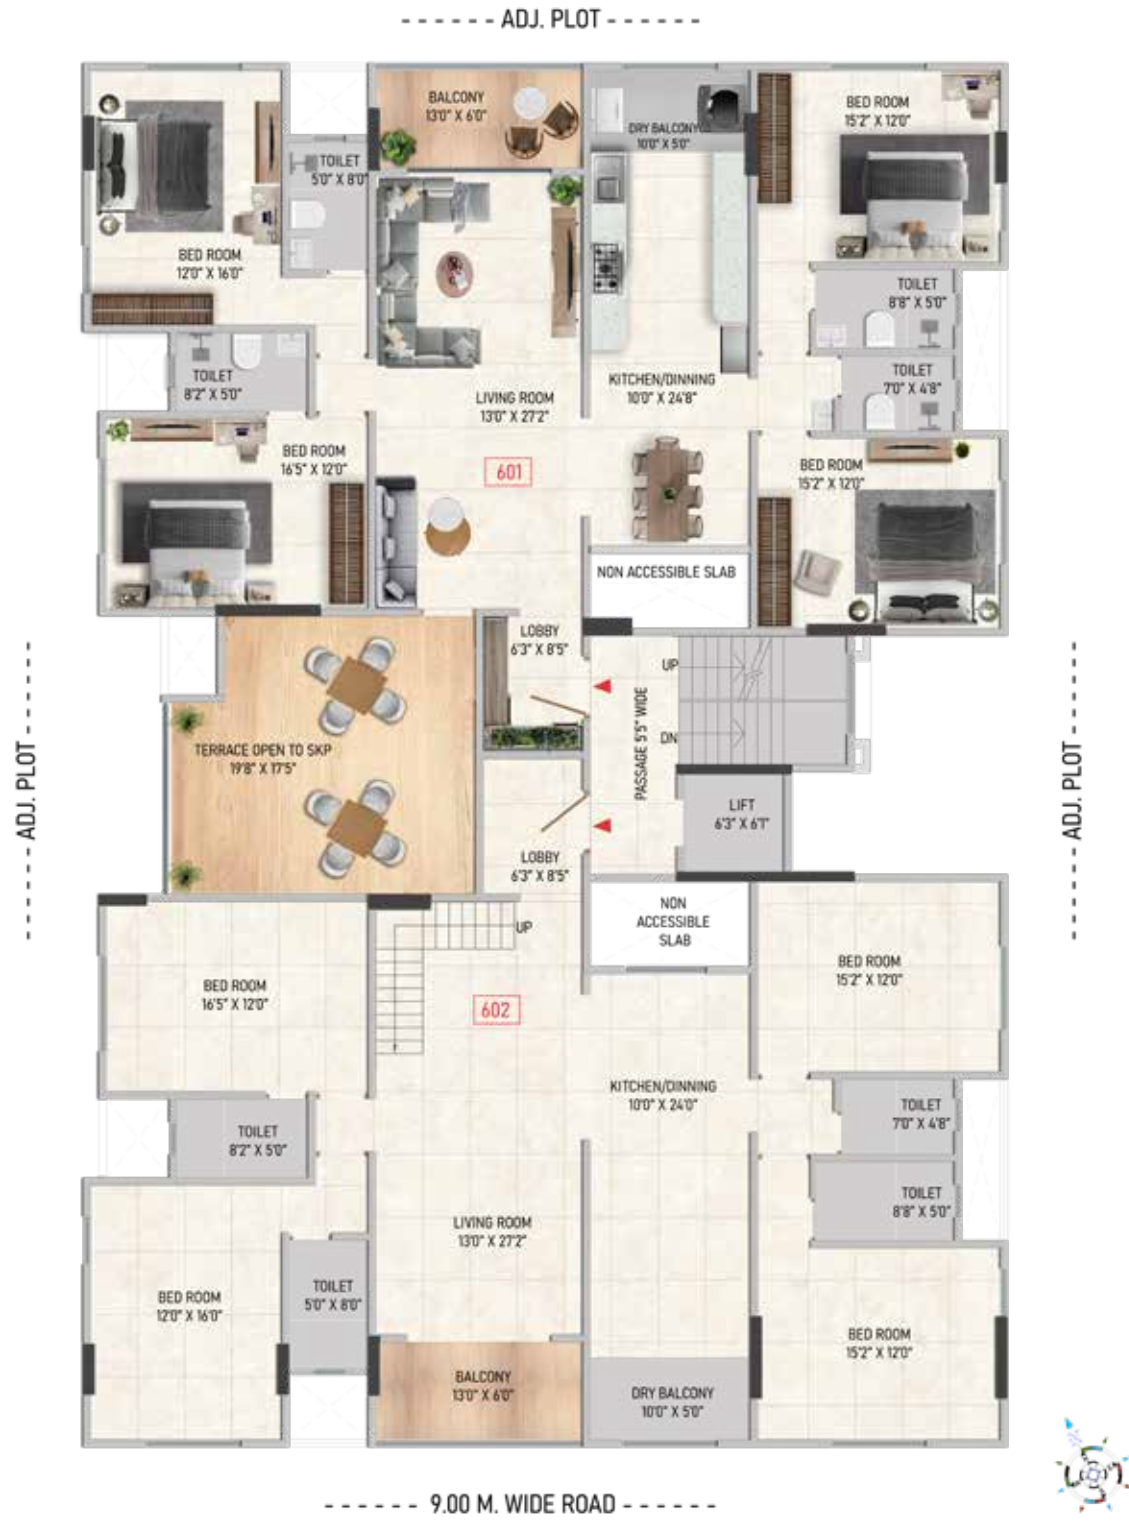 - - - - - - ADJ. PLOT - - - - - -
BALCONY
13'0" X 6'0"
DRY BALCONY
10'0" X 5'0"
BED ROOM
15'2" X 12'0"
TOILET
5'0" X 8'0"
BED ROOM
12'0" X 16'0"
TOILET
8'8" X 5'0"
TOILET
8'2" X 5'0"
LIVING ROOM
13'0" X 27'2"
KITCHEN/DINNING
10'0" X 24'8"
TOILET
7'0" X 4'8"
BED ROOM
16'5" X 12'0"
601
BED ROOM
15'2" X 12'0"
NON ACCESSIBLE SLAB
LOBBY
6'3" X 8'5"
UP
DN
PASSAGE 5'5" WIDE
- - - - - - ADJ. PLOT - - - - - -
- - - - - - ADJ. PLOT - - - - - -
TERRACE OPEN TO SKP
19'8" X 17'5"
LIFT
6'3" X 6'1"
LOBBY
6'3" X 8'5"
UP
NON
ACCESSIBLE
SLAB
BED ROOM
16'5" X 12'0"
602
BED ROOM
15'2" X 12'0"
KITCHEN/DINNING
10'0" X 24'0"
TOILET
7'0" X 4'8"
TOILET
8'2" X 5'0"
TOILET
8'8" X 5'0"
LIVING ROOM
13'0" X 27'2"
BED ROOM
12'0" X 16'0"
TOILET
5'0" X 8'0"
BED ROOM
15'2" X 12'0"
BALCONY
13'0" X 6'0"
DRY BALCONY
10'0" X 5'0"
- - - - - - 9.00 M. WIDE ROAD - - - - - -